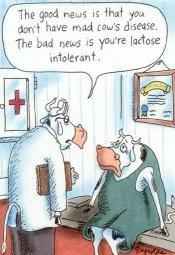 The good news is that you
don't have mad cow's disease.
The bad news is you're lactose
intolerant.